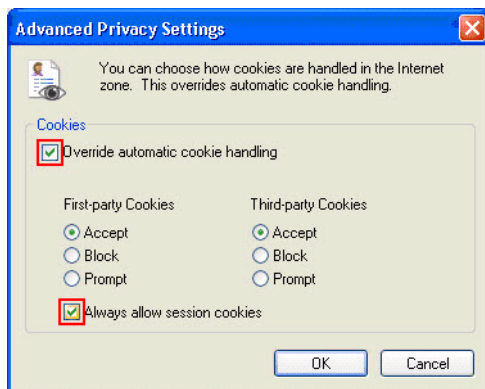 Advanced Privacy Settings
You can choose how cookies are handled in the Internet
zone. This overrides automatic cookie handling.
Cookies
Override automatic cookie handling
First-party Cookies
Third-party Cookies
Accept
Accept
Block
Block
Prompt
Prompt
Always allow session cookies
OK
Cancel